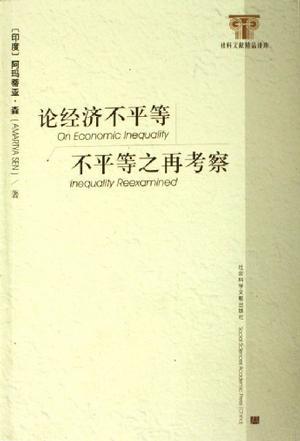 社科文献精品译库
[印度] 阿玛蒂亚·森 [AMARTYA SEN] / 著
论经济不平等
On Economic Inequality
不平等之再考察
Inequality Reexamined
社会科学文献出版社
Social Sciences Academic Press (China)